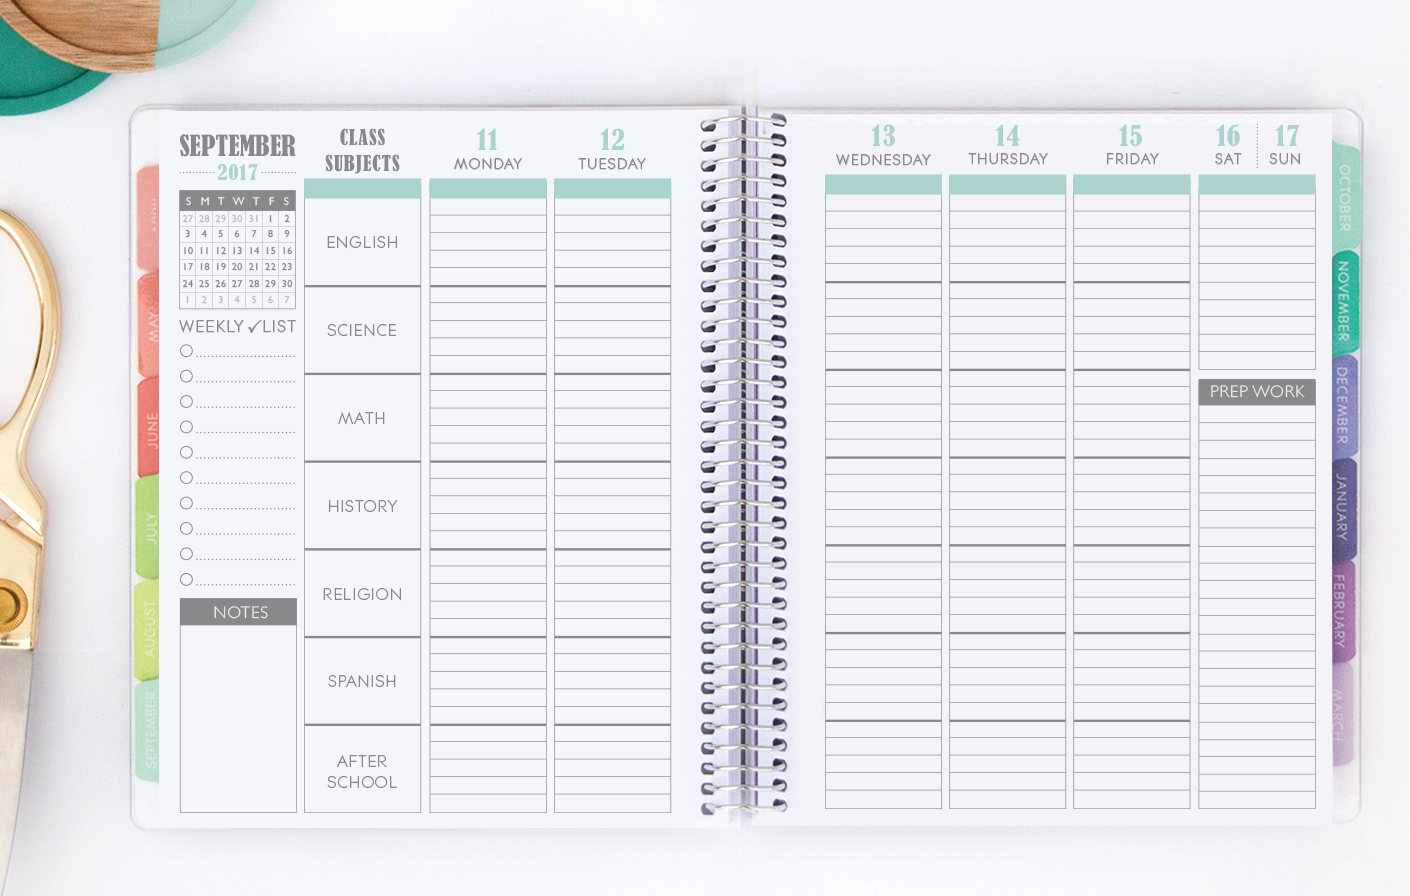 SEPTEMBER
2017
S M T W T F S
27 28 29 30 31 1 2
3 4 5 6 7 8 9
10 11 12 13 14 15 16
17 18 19 20 21 22 23
24 25 26 27 28 29 30
1 2 3 4 5 6 7
WEEKLY ✓LIST
NOTES
CLASS
SUBJECTS
ENGLISH
SCIENCE
MATH
HISTORY
RELIGION
SPANISH
AFTER
SCHOOL
11
MONDAY
12
TUESDAY
13
WEDNESDAY
14
THURSDAY
15
FRIDAY
16
SAT
17
SUN
PREP WORK
MAY
JUNE
JULY
AUGUST
SEPTEMBER
OCTOBER
NOVEMBER
DECEMBER
JANUARY
FEBRUARY
MARCH